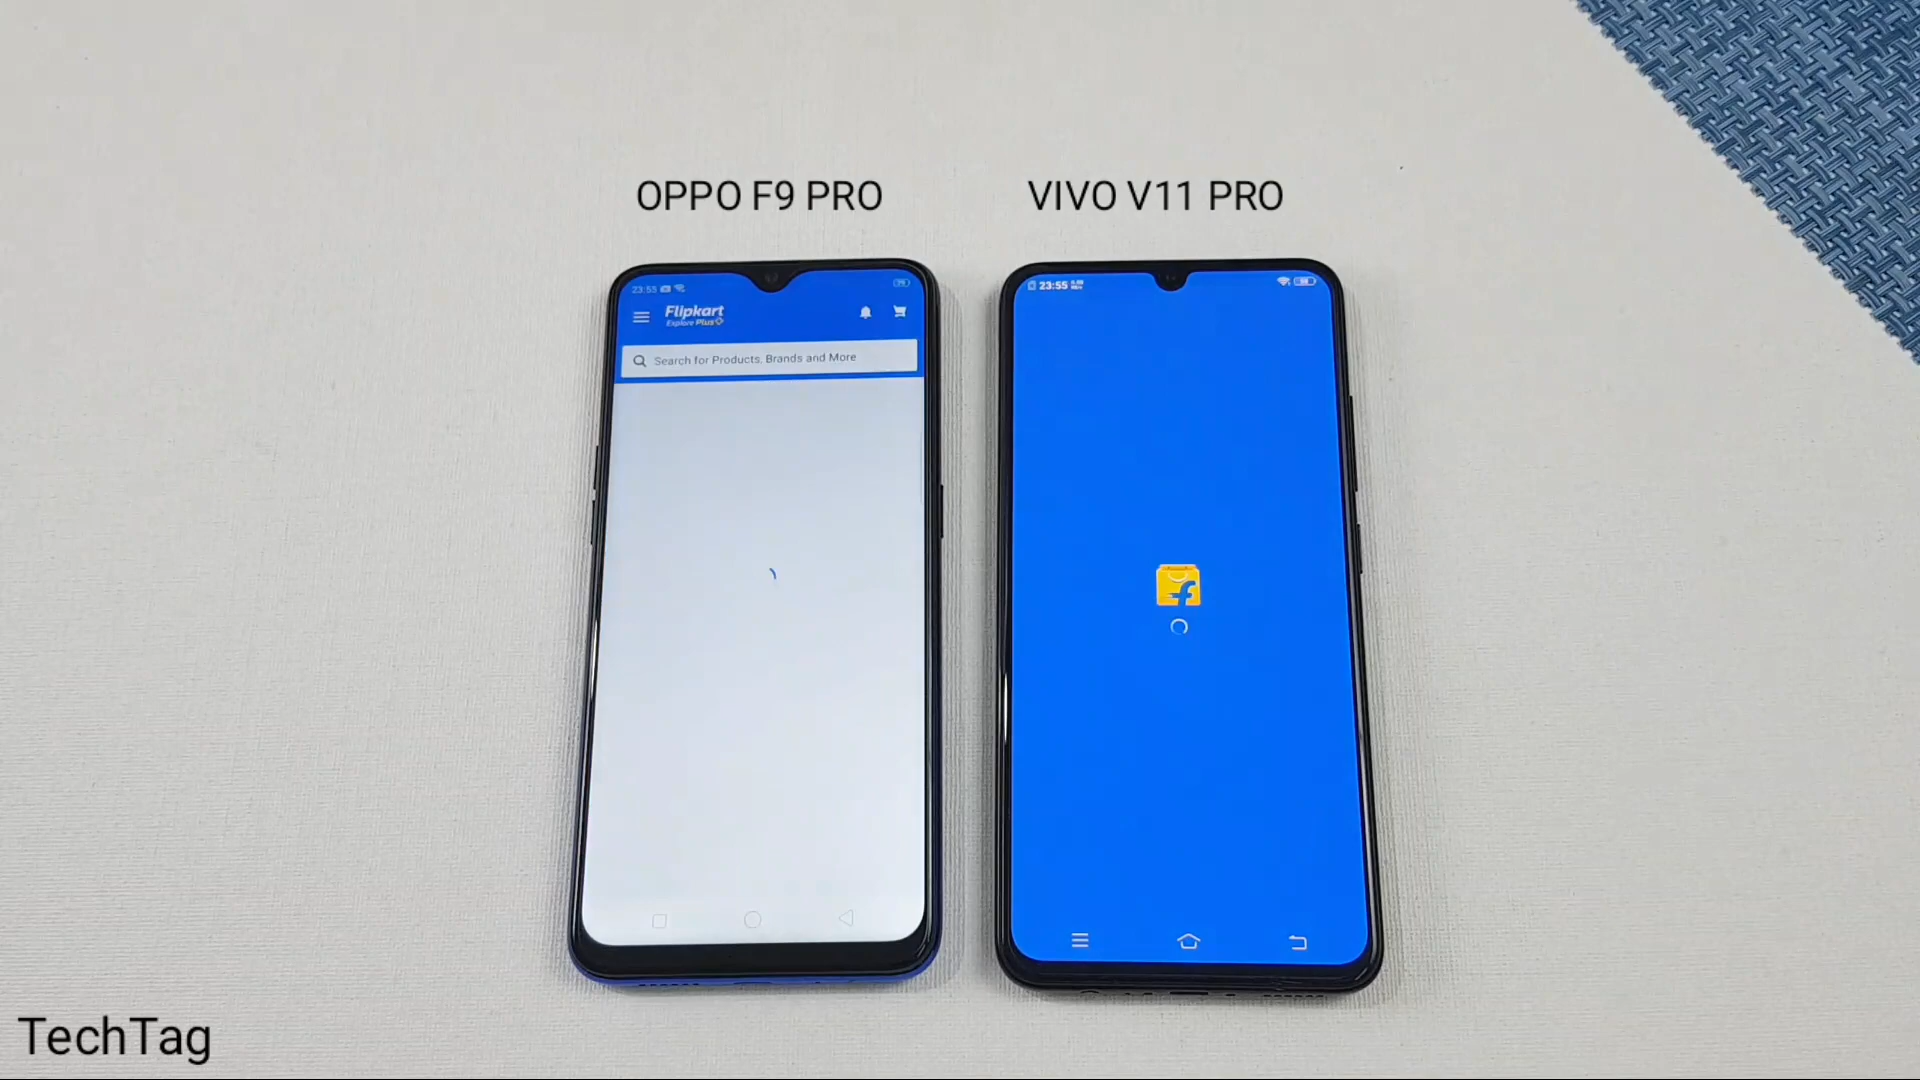 OPPO F9 PRO
VIVO V11 PRO
23:55
Flipkart
Explore Plus
Search for Products, Brands and More
23:55
f
TechTag